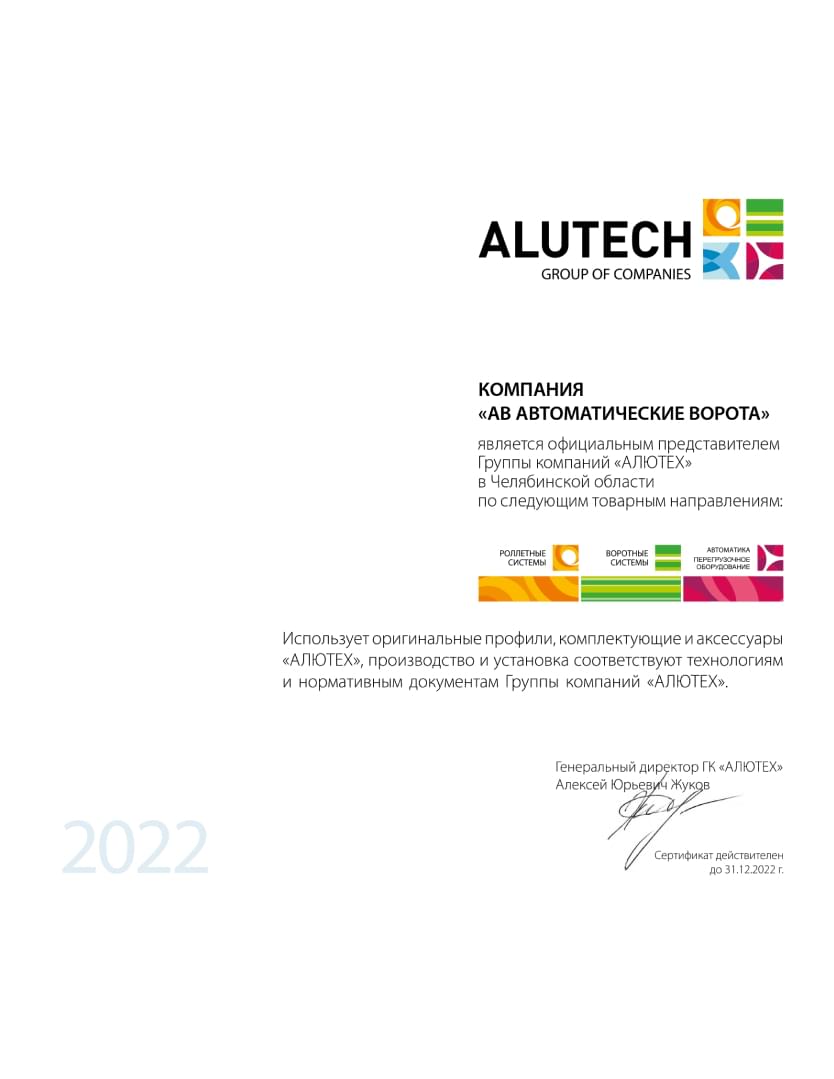 ALUTECH
GROUP OF COMPANIES
КОМПАНИЯ
«АВ АВТОМАТИЧЕСКИЕ ВОРОТА»
является официальным представителем
Группы компаний «АЛЮТЕХ»
в Челябинской области
по следующим товарным направлениям:
РОЛЛЕТНЫЕ
СИСТЕМЫ
ВОРОТНЫЕ
СИСТЕМЫ
АВТОМАТИКА
ПЕРЕГРУЗОЧНОЕ
ОБОРУДОВАНИЕ
Использует оригинальные профили, комплектующие и аксессуары
«АЛЮТЕХ», производство и установка соответствуют технологиям
и нормативным документам Группы компаний «АЛЮТЕХ».
Генеральный директор ГК «АЛЮТЕХ»
Алексей Юрьевич Жуков
2022
Сертификат действителен
до 31.12.2022 г.